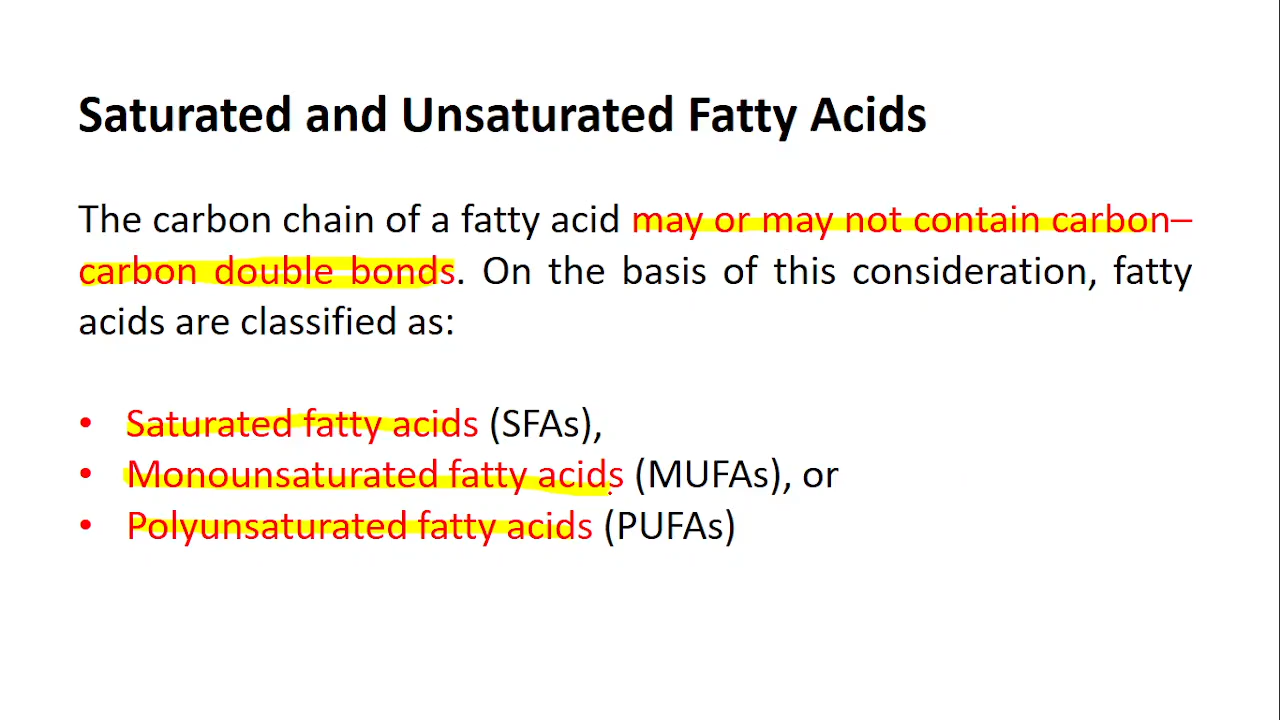 Saturated and Unsaturated Fatty Acids
The carbon chain of a fatty acid may or may not contain carbon–
carbon double bonds. On the basis of this consideration, fatty
acids are classified as:
• Saturated fatty acids (SFAs),
• Monounsaturated fatty acids (MUFAs), or
• Polyunsaturated fatty acids (PUFAs)